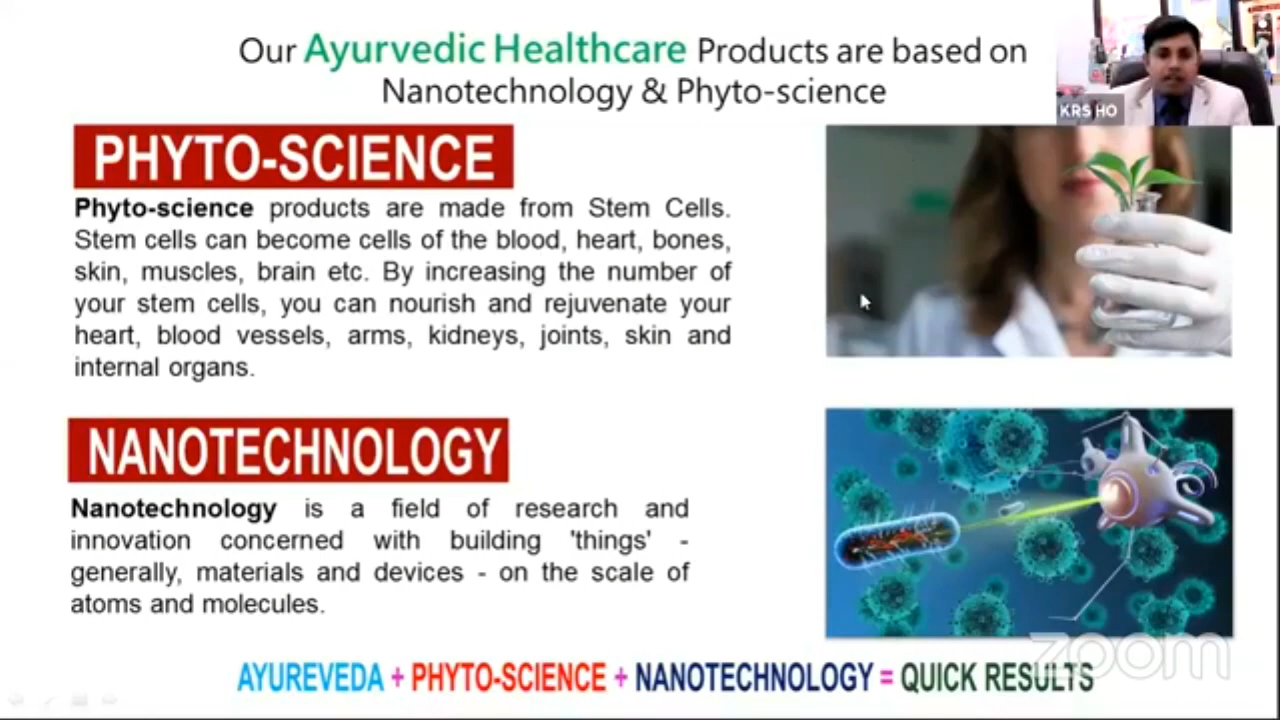 Our Ayurvedic Healthcare Products are based on
Nanotechnology & Phyto-science
KRS HO
PHYTO-SCIENCE
Phyto-science products are made from Stem Cells.
Stem cells can become cells of the blood, heart, bones,
skin, muscles, brain etc. By increasing the number of
your stem cells, you can nourish and rejuvenate your
heart, blood vessels, arms, kidneys, joints, skin and
internal organs.
NANOTECHNOLOGY
Nanotechnology is a field of research and
innovation concerned with building 'things' -
generally, materials and devices - on the scale of
atoms and molecules.
zoom
AYUREVEDA + PHYTO-SCIENCE + NANOTECHNOLOGY = QUICK RESULTS